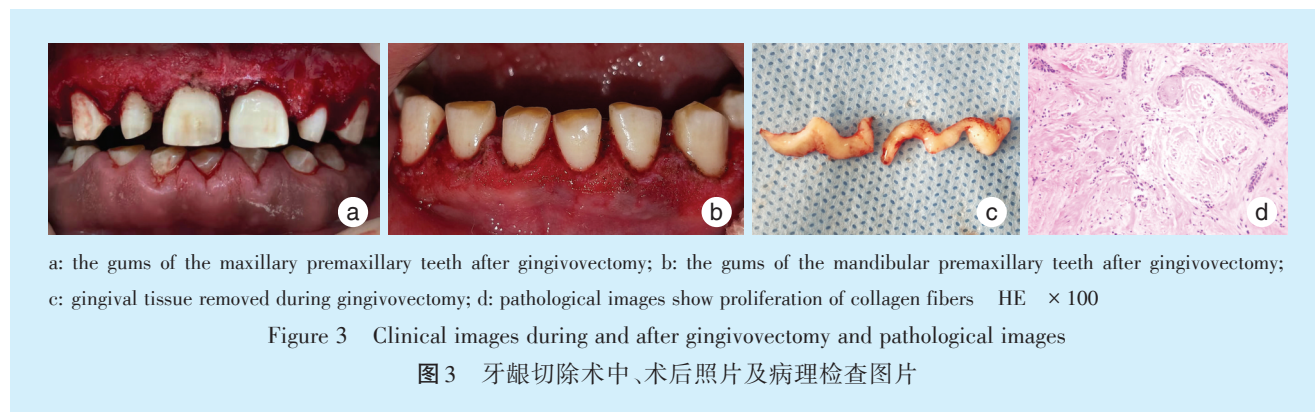 a b c d
a: the gums of the maxillary premaxillary teeth after gingivovectomy; b: the gums of the mandibular premaxillary teeth after gingivovectomy;
c: gingival tissue removed during gingivovectomy; d: pathological images show proliferation of collagen fibers HE × 100
Figure 3 Clinical images during and after gingivovectomy and pathological images
图3 牙龈切除术中、术后照片及病理检查图片